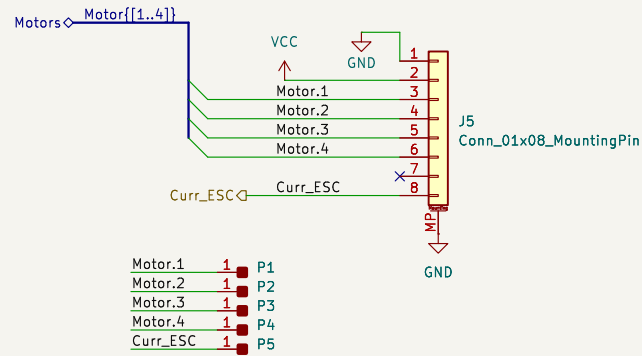 Motors
Motor{[1..4]}
VCC
GND
1
2
Motor.1 3
Motor.2 4
Motor.3 5
Motor.4 6
7
Curr_ESC
Curr_ESC 8
J5
Conn_01x08_MountingPin
MP
GND
Motor.1 1 P1
Motor.2 1 P2
Motor.3 1 P3
Motor.4 1 P4
Curr_ESC 1 P5